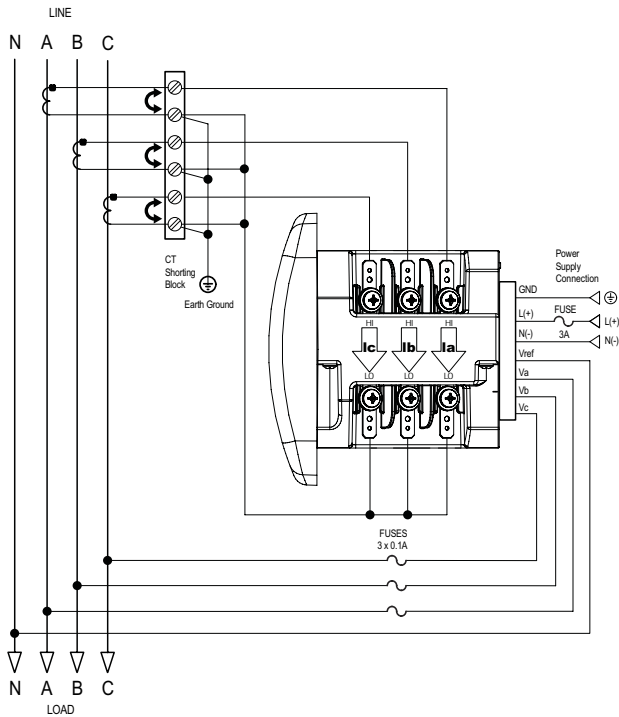 LINE
N A B C
CT
Shorting
Block
Earth Ground
Power
Supply
Connection
GND
FUSE
L(+)
L(+)
3A
N(-)
N(-)
Vref
Va
Vb
Vc
HI HI HI
Ic Ib Ia
LO LO LO
FUSES
3 x 0.1A
N A B C
LOAD